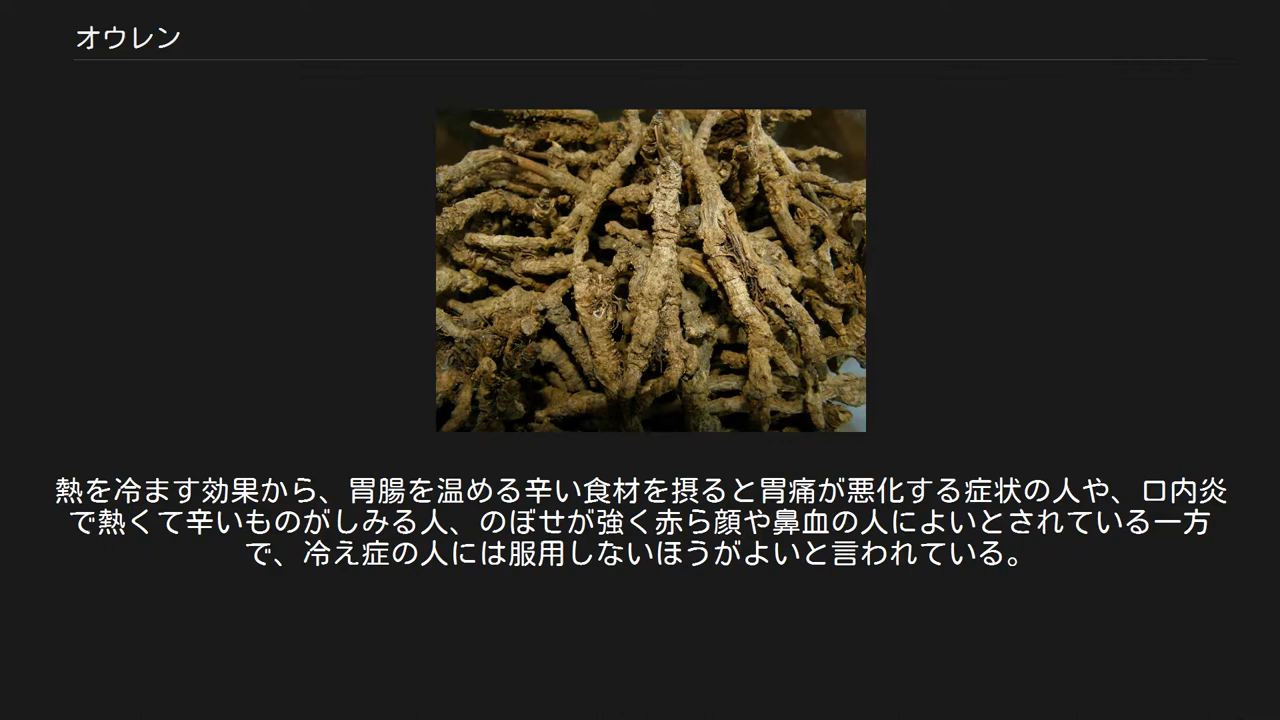 オウレン
熱を冷ます効果から、胃腸を温める辛い食材を摂ると胃痛が悪化する症状の人や、口内炎
で熱くて辛いものがしみる人、のぼせが強く赤ら顔や鼻血の人によいとされている一方
で、冷え症の人には服用しないほうがよいと言われている。